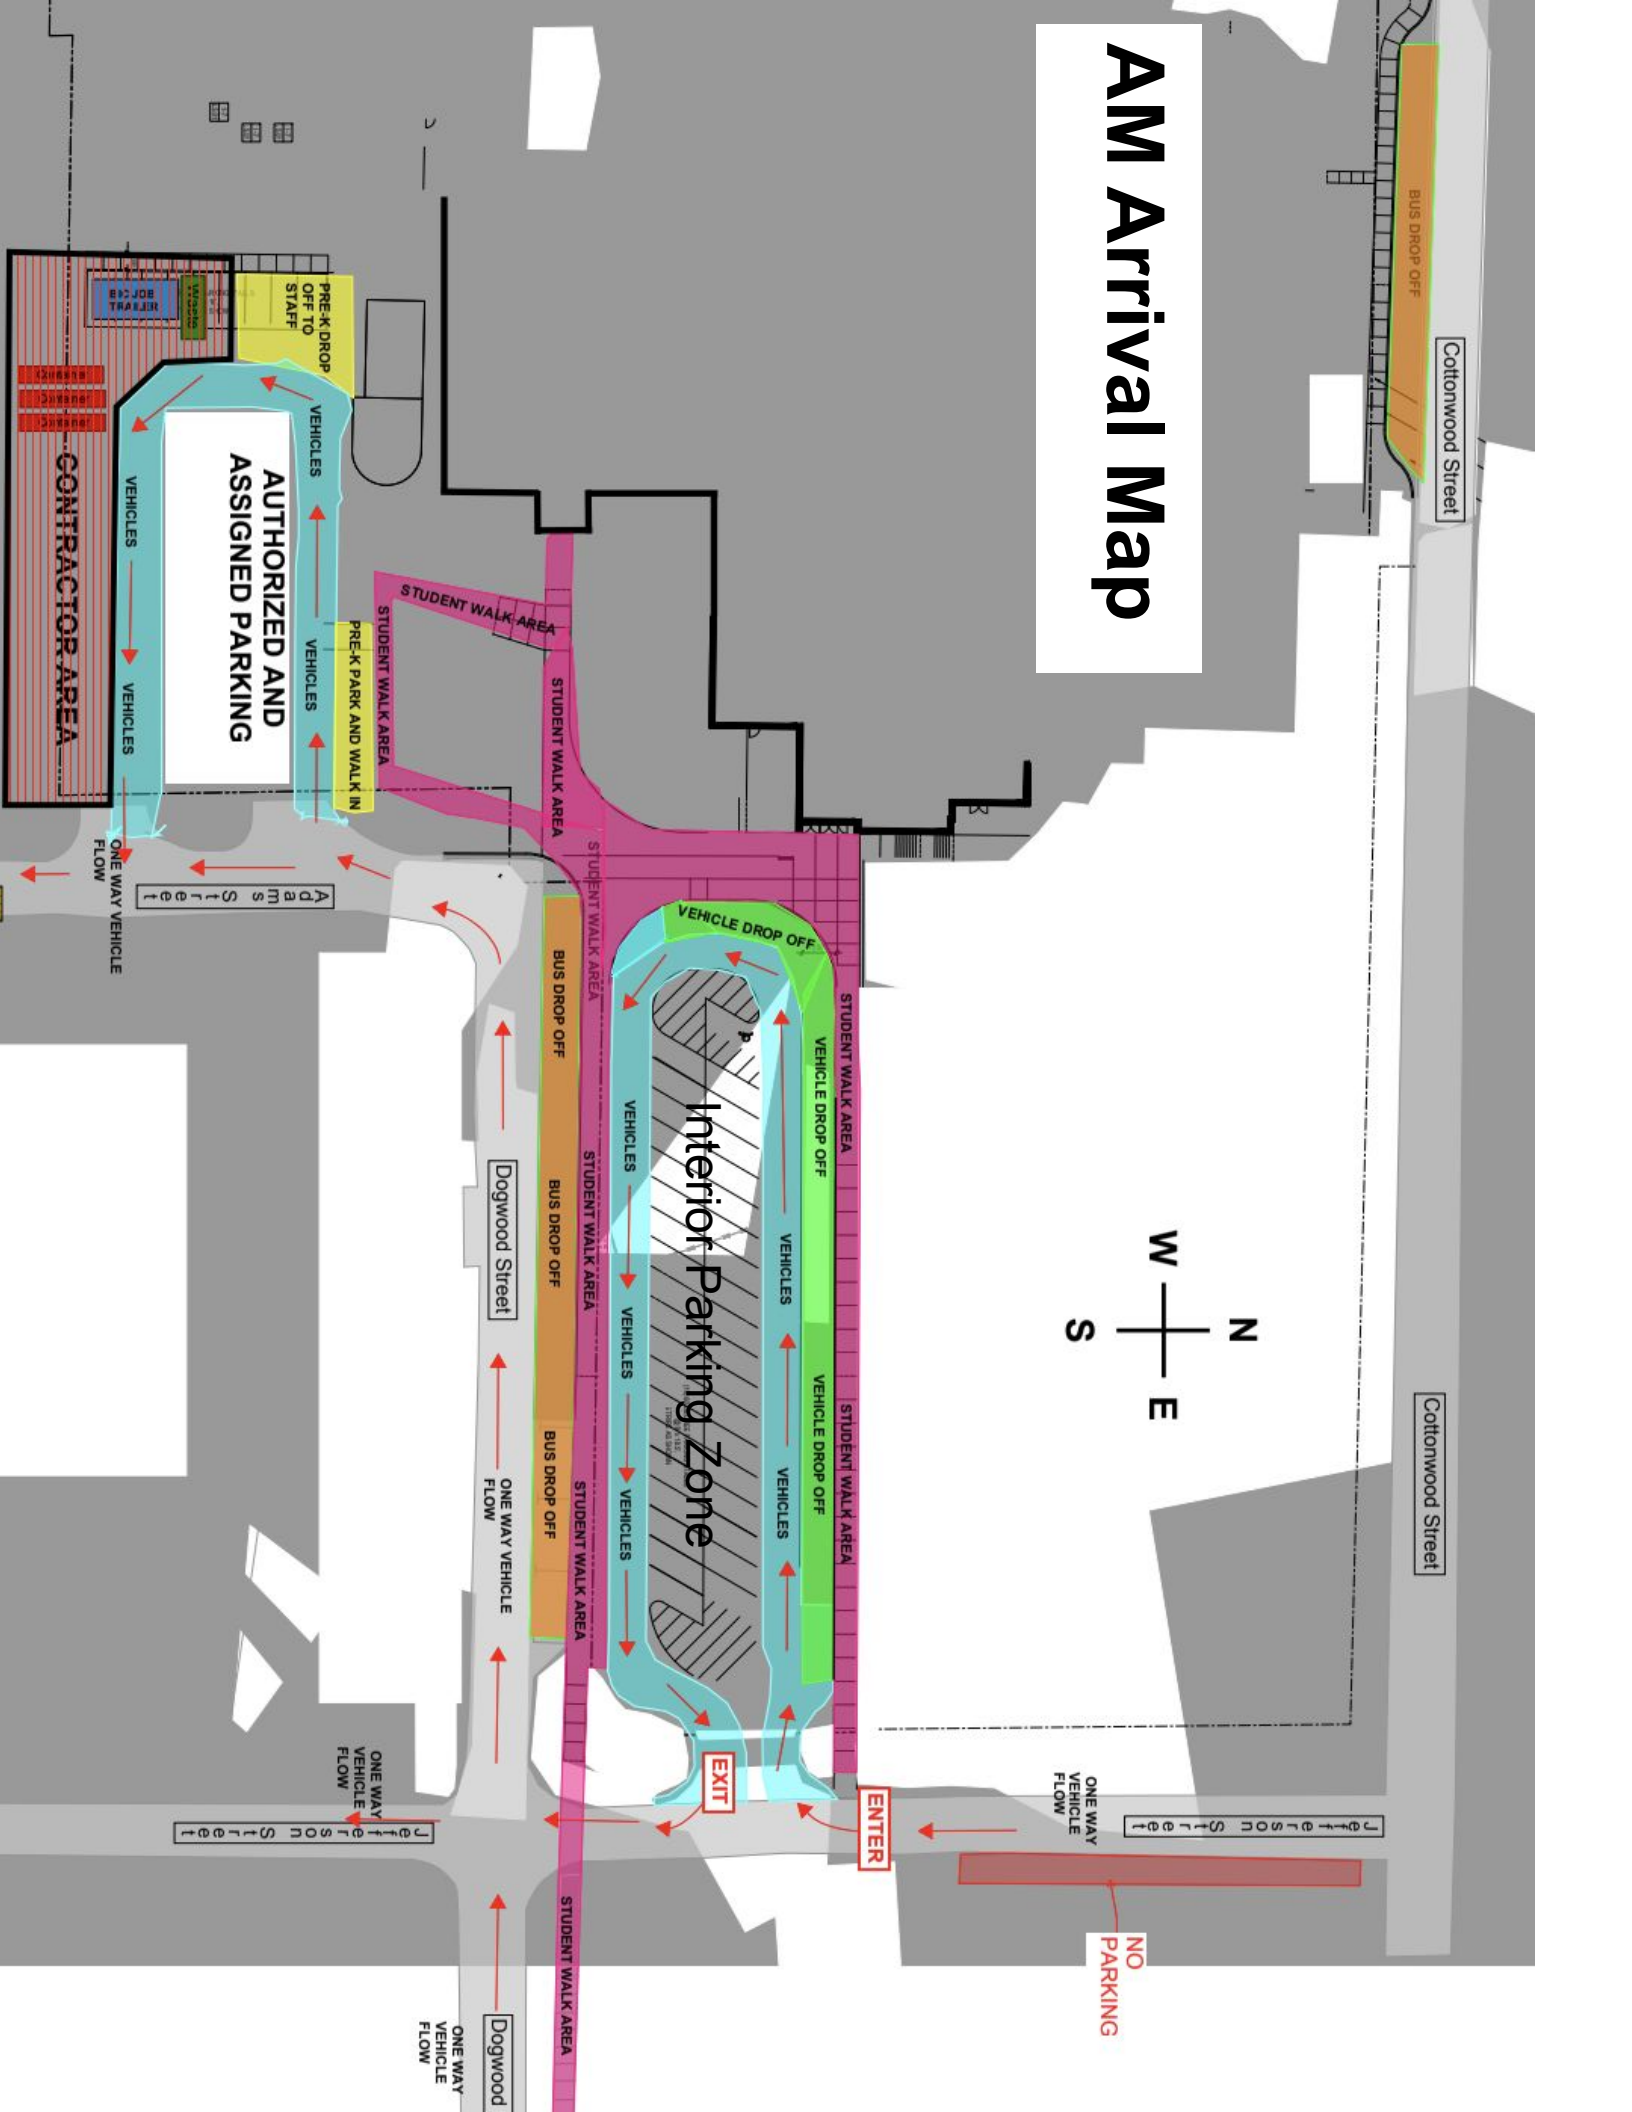 Cottonwood Street
Cottonwood Street
BUS DROP OFF
AM Arrival Map
N
W
E
S
Jefferson Street
ONE WAY
VEHICLE
FLOW
NO
PARKING
ENTER
STUDENT WALK AREA
STUDENT WALK AREA
VEHICLE DROP OFF
VEHICLE DROP OFF
VEHICLE DROP OFF
VEHICLES
VEHICLES
Interior Parking Zone
EXIT
VEHICLES
VEHICLES
VEHICLES
STUDENT WALK AREA
STUDENT WALK AREA
STUDENT WALK AREA
STUDENT WALK AREA
STUDENT WALK AREA
STUDENT WALK AREA
STUDENT WALK AREA
BUS DROP OFF
BUS DROP OFF
BUS DROP OFF
Dogwood Street
ONE WAY VEHICLE
FLOW
Dogwood
ONE WAY
VEHICLE
FLOW
ONE WAY
VEHICLE
FLOW
Jefferson Street
PRE-K DROP
OFF TO
STAFF
PRE-K PARK AND WALK IN
VEHICLES
VEHICLES
AUTHORIZED AND
ASSIGNED PARKING
Adams Street
Waste
TRAILER
VEHICLES
VEHICLES
ONE WAY VEHICLE
FLOW
CONTRACTOR AREA